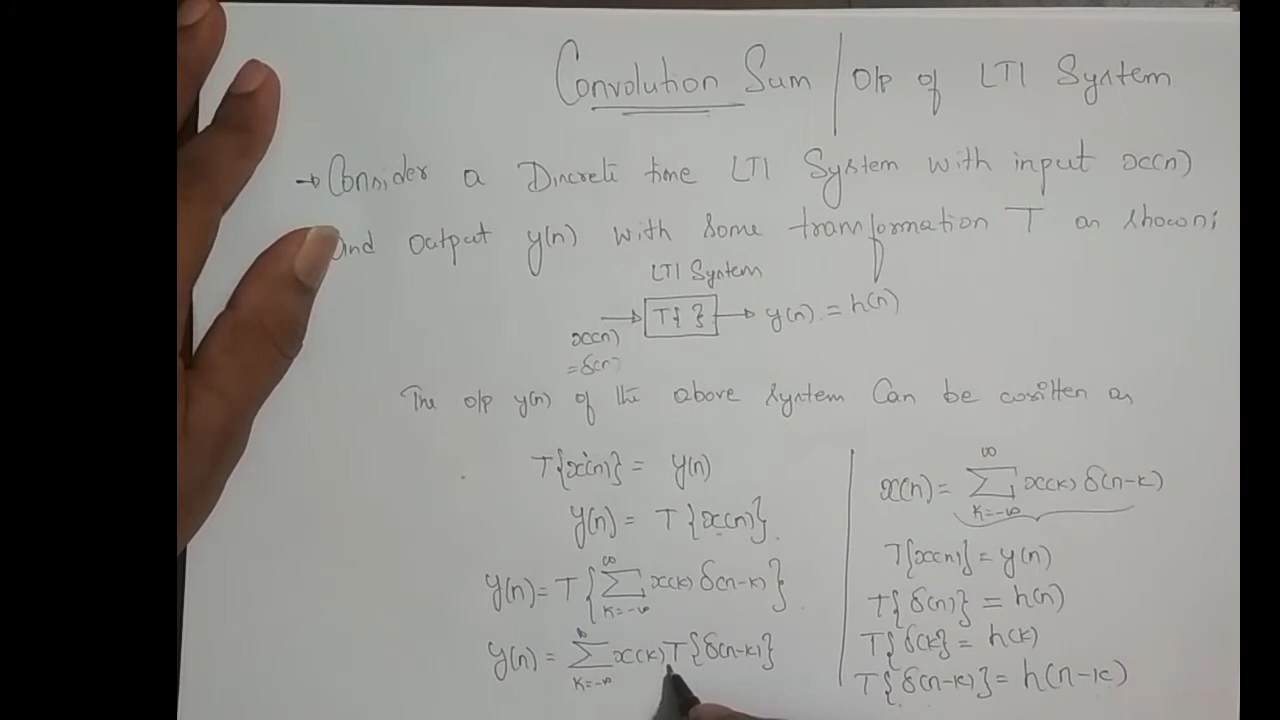 Convolution Sum / O/P of LTI System
→ Consider a Discrete time LTI System with input x(n)
and output y(n) with Some transformation T as shown;
LTI System
x(n) = δ(n) → T{ } → y(n) = h(n)
The o/p y(n) of the above system Can be written as
T{x(n)} = y(n)
y(n) = T{x(n)}.
y(n) = T{∑_{K=-∞}^{∞} x(k) δ(n-k)}
y(n) = ∑_{K=-∞}^{∞} x(k) T{δ(n-k)}
x(n) = ∑_{K=-∞}^{∞} x(k) δ(n-k)
T{x(n)} = y(n)
T{δ(n)} = h(n)
T{δ(k)} = h(k)
T{δ(n-k)} = h(n-k)